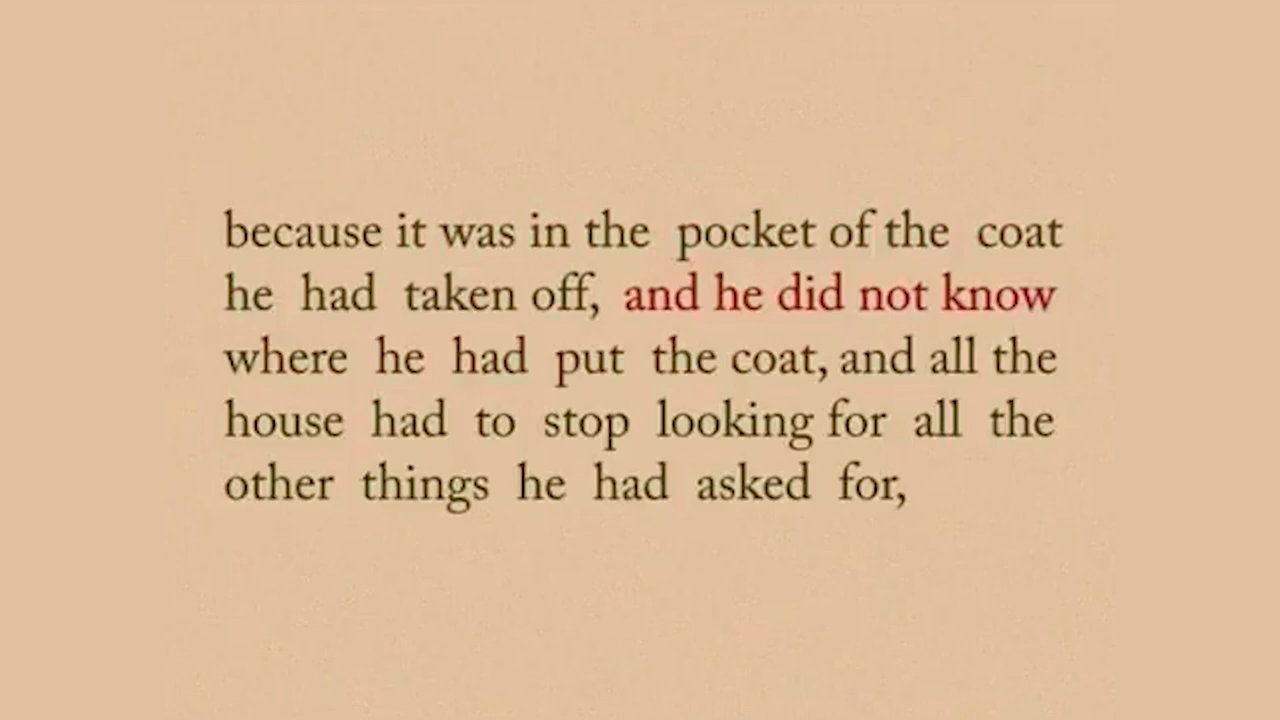 because it was in the pocket of the coat
he had taken off, and he did not know
where he had put the coat, and all the
house had to stop looking for all the
other things he had asked for,